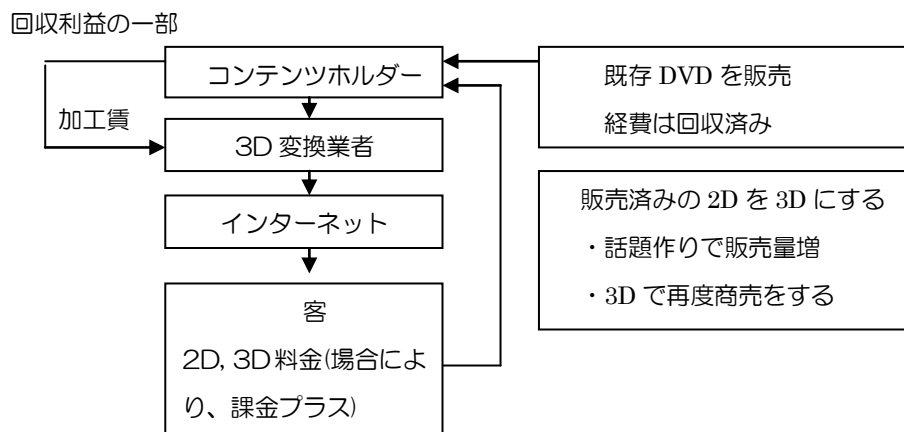 回収利益の一部
コンテンツホルダー
加工賃
3D 変換業者
インターネット
客
2D, 3D 料金(場合によ
り、課金プラス)
既存 DVD を販売
経費は回収済み
販売済みの 2D を 3D にする
・話題作りで販売量増
・3D で再度商売をする